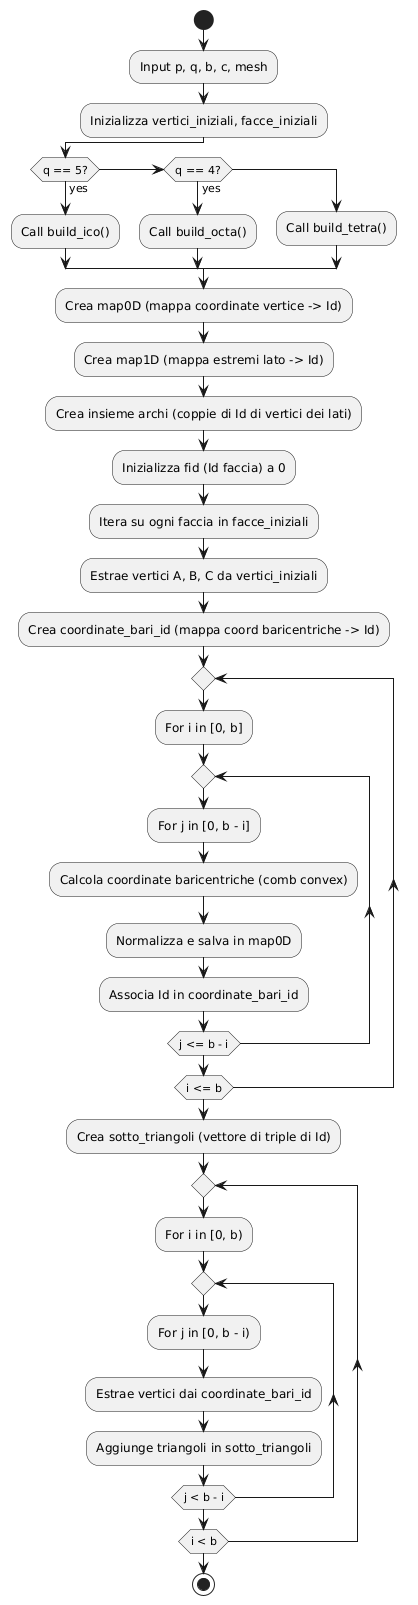 Input p, q, b, c, mesh
Inizializza vertici_iniziali, facce_iniziali
q == 5?
yes
q == 4?
yes
Call build_ico()
Call build_octa()
Call build_tetra()
Crea map0D (mappa coordinate vertice -> Id)
Crea map1D (mappa estremi lato -> Id)
Crea insieme archi (coppie di Id di vertici dei lati)
Inizializza fid (Id faccia) a 0
Itera su ogni faccia in facce_iniziali
Estrae vertici A, B, C da vertici_iniziali
Crea coordinate_bari_id (mappa coord baricentriche -> Id)
For i in [0, b]
For j in [0, b - i]
Calcola coordinate baricentriche (comb convex)
Normalizza e salva in map0D
Associa Id in coordinate_bari_id
j <= b - i
i <= b
Crea sotto_triangoli (vettore di triple di Id)
For i in [0, b)
For j in [0, b - i)
Estrae vertici dai coordinate_bari_id
Aggiunge triangoli in sotto_triangoli
j < b - i
i < b